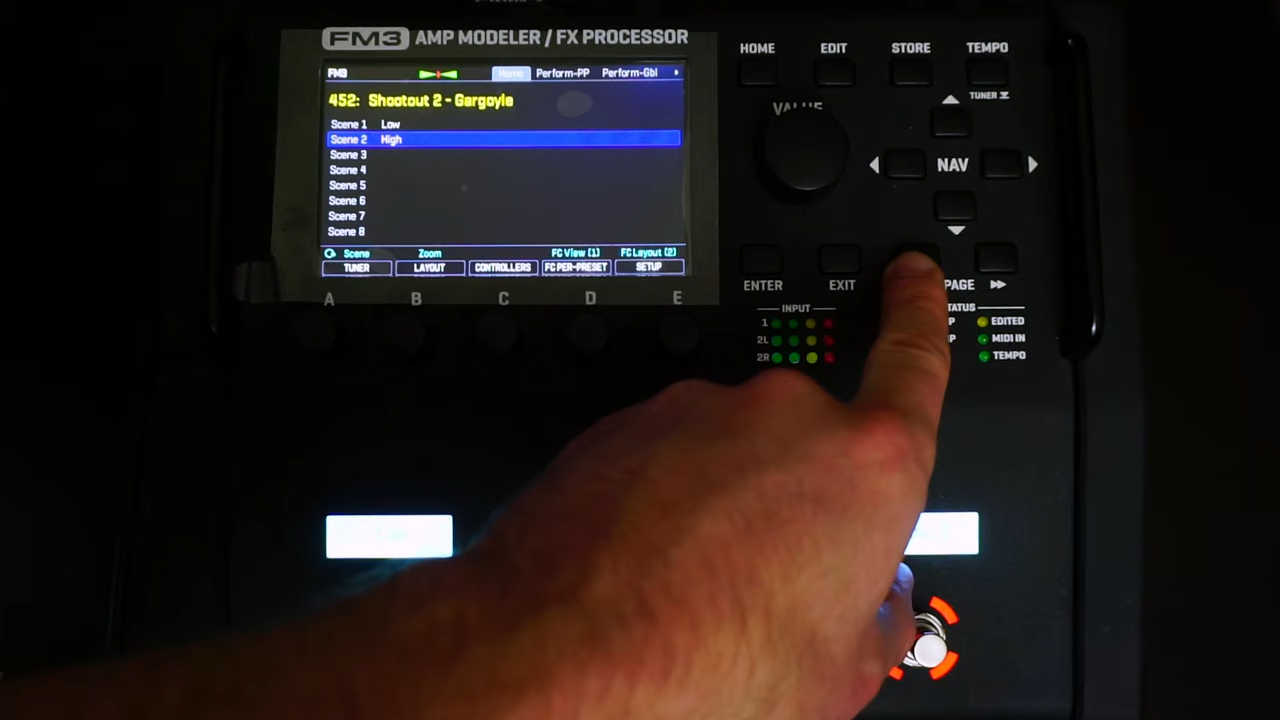 FM3 AMP MODELER / FX PROCESSOR
FM3 Home Perform-PP Perform-Gbl
452: Shootout 2 - Gargoyle
Scene 1 Low
Scene 2 High
Scene 3
Scene 4
Scene 5
Scene 6
Scene 7
Scene 8
Scene Zoom FC View (1) FC Layout (2)
TUNER LAYOUT CONTROLLERS FC PER-PRESET SETUP
A B C D E
HOME EDIT STORE TEMPO
TUNER
VALUE
NAV
ENTER EXIT PAGE
INPUT
1
2L
2R
EDITED
MIDI IN
TEMPO